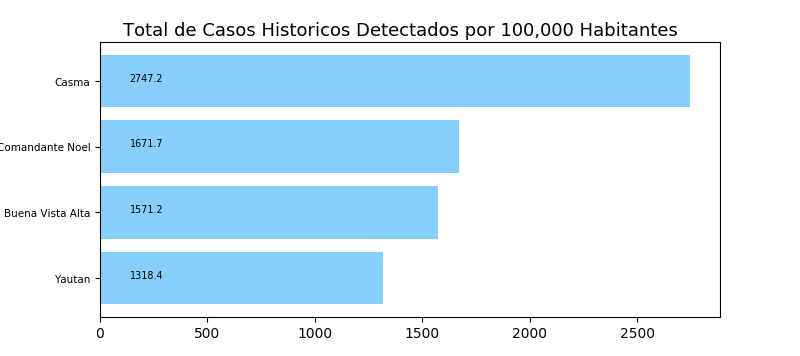 Total de Casos Historicos Detectados por 100,000 Habitantes
Casma 2747.2
Comandante Noel 1671.7
Buena Vista Alta 1571.2
Yautan 1318.4
0 500 1000 1500 2000 2500